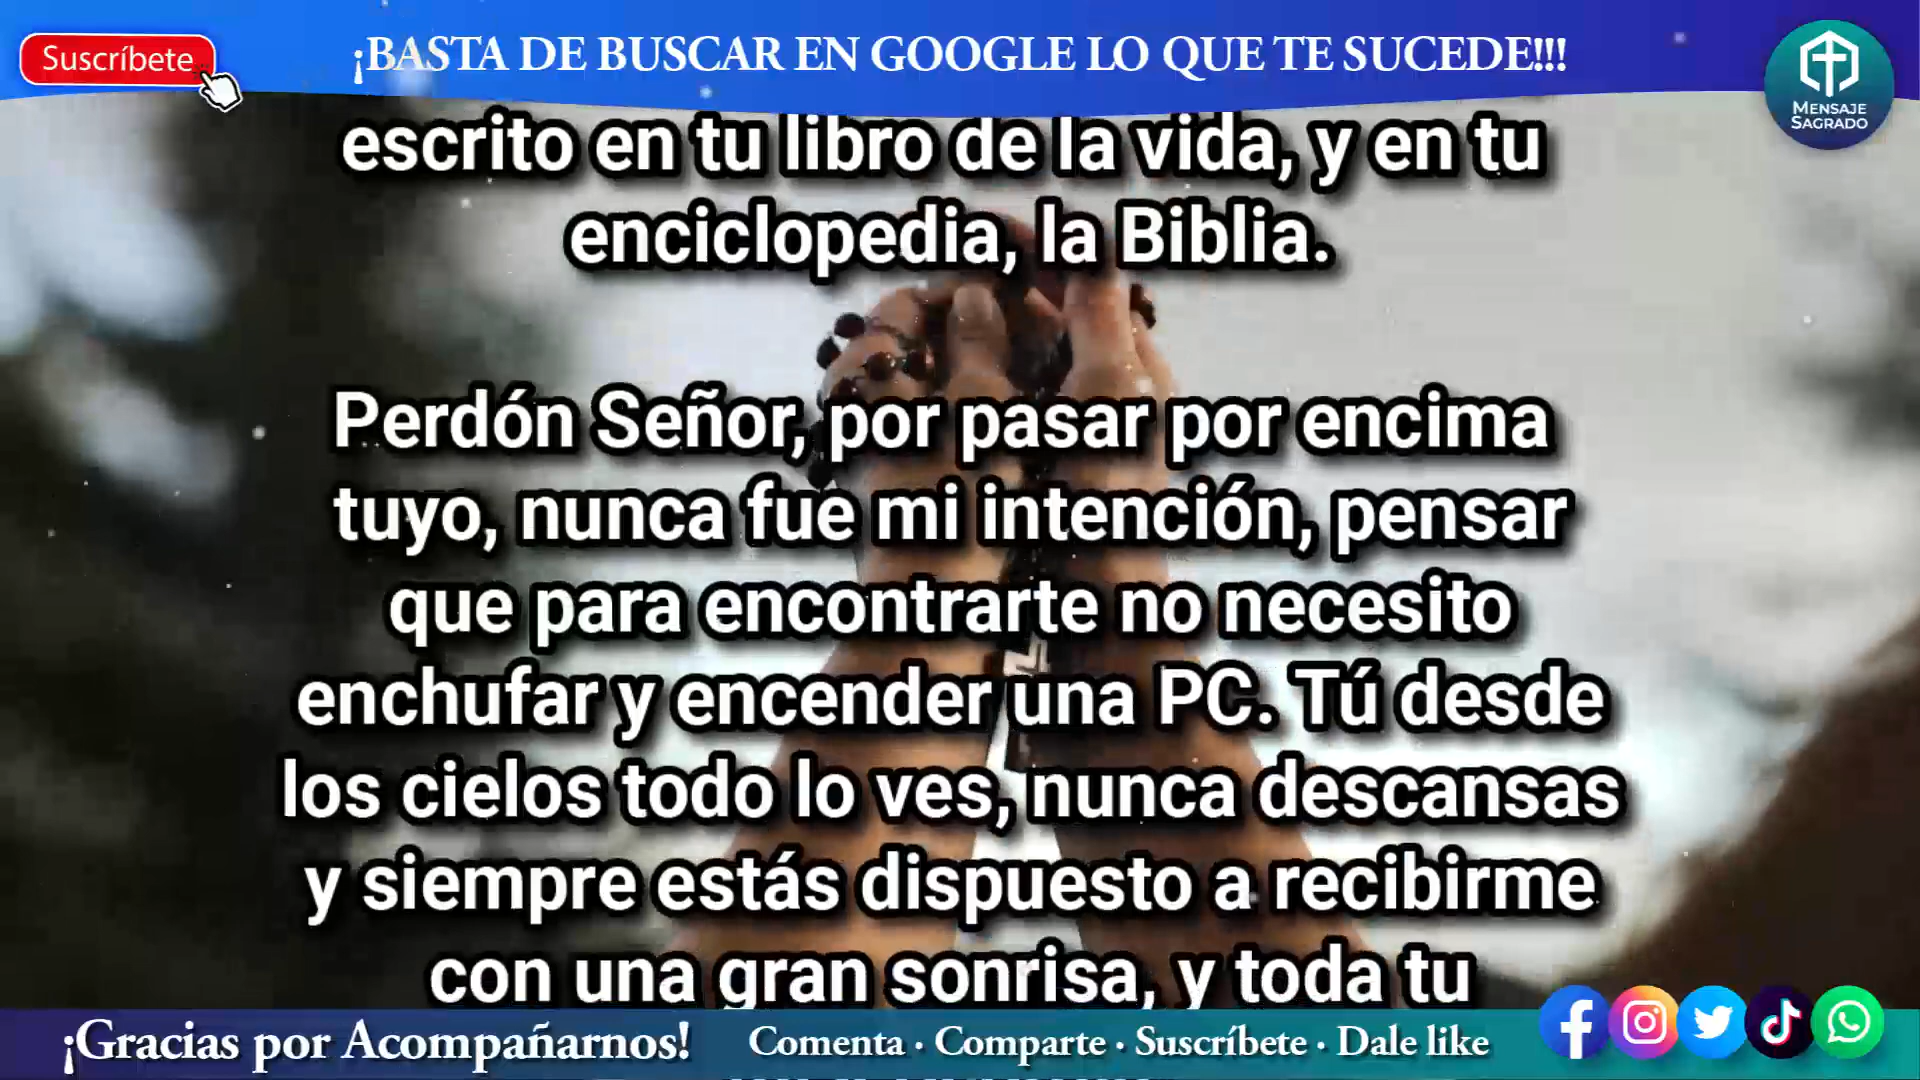 Suscríbete
¡BASTA DE BUSCAR EN GOOGLE LO QUE TE SUCEDE!!!
MENSAJE
SAGRADO
escrito en tu libro de la vida, y en tu
enciclopedia, la Biblia.
Perdón Señor, por pasar por encima
tuyo, nunca fue mi intención, pensar
que para encontrarte no necesito
enchufar y encender una PC. Tú desde
los cielos todo lo ves, nunca descansas
y siempre estás dispuesto a recibirme
con una gran sonrisa, y toda tu
¡Gracias por Acompañarnos!
Comenta · Comparte · Suscríbete · Dale like